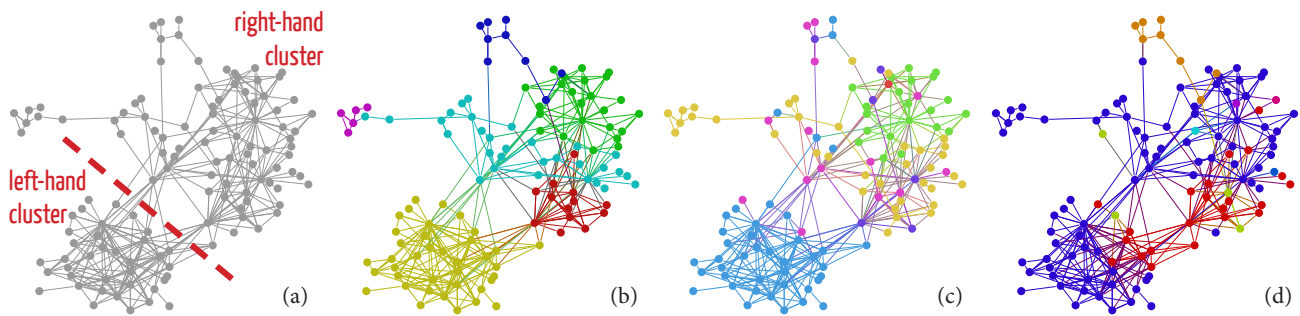 right-hand
cluster
left-hand
cluster
(a)
(b)
(c)
(d)